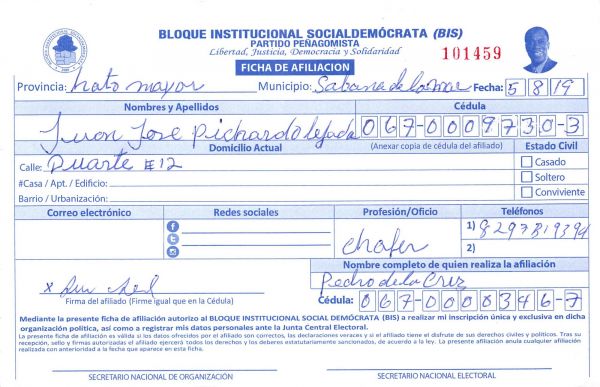 BLOQUE INSTITUCIONAL SOCIALDEMÓCRATA (BIS)
PARTIDO PEÑAGOMISTA
Libertad, Justicia, Democracia y Solidaridad
101459
FICHA DE AFILIACION
Provincia: hato mayor Municipio: Sabana de la mar Fecha: 5 8 19
Nombres y Apellidos Cédula
Juan Jose Pichardo 067-0009730-3
Domicilio Actual (Anexar copia de cédula del afiliado) Estado Civil
Calle: Duarte #12 Casado
#Casa / Apt. / Edificio: Soltero
Barrio / Urbanización: Conviviente
Correo electrónico Redes sociales Profesión/Oficio Teléfonos
chofer 1) 8297819394
2)
Nombre completo de quien realiza la afiliación
Pedro de la Cruz
Firma del afiliado (Firme igual que en la Cédula) Cédula: 067-0000346-7
Mediante la presente ficha de afiliación autorizo al BLOQUE INSTITUCIONAL SOCIAL DEMÓCRATA (BIS) a realizar mi inscripción única y exclusiva en dicha
organización política, así como a registrar mis datos personales ante la Junta Central Electoral.
La presente ficha de afiliación es válida si los datos ofrecidos por el afiliado son correctos, las declaraciones veraces y si el afiliado tiene el disfrute de sus derechos civiles y políticos. Tras su
recepción, sello y firmas autorizadas el afiliado ejercerá todos los derechos y los deberes estatutariamente sancionados, de acuerdo a la ley. La presente afiliación anula cualquier afiliación
realizada con anterioridad a la fecha que aparece en esta ficha.
SECRETARIO NACIONAL DE ORGANIZACIÓN SECRETARIO NACIONAL ELECTORAL